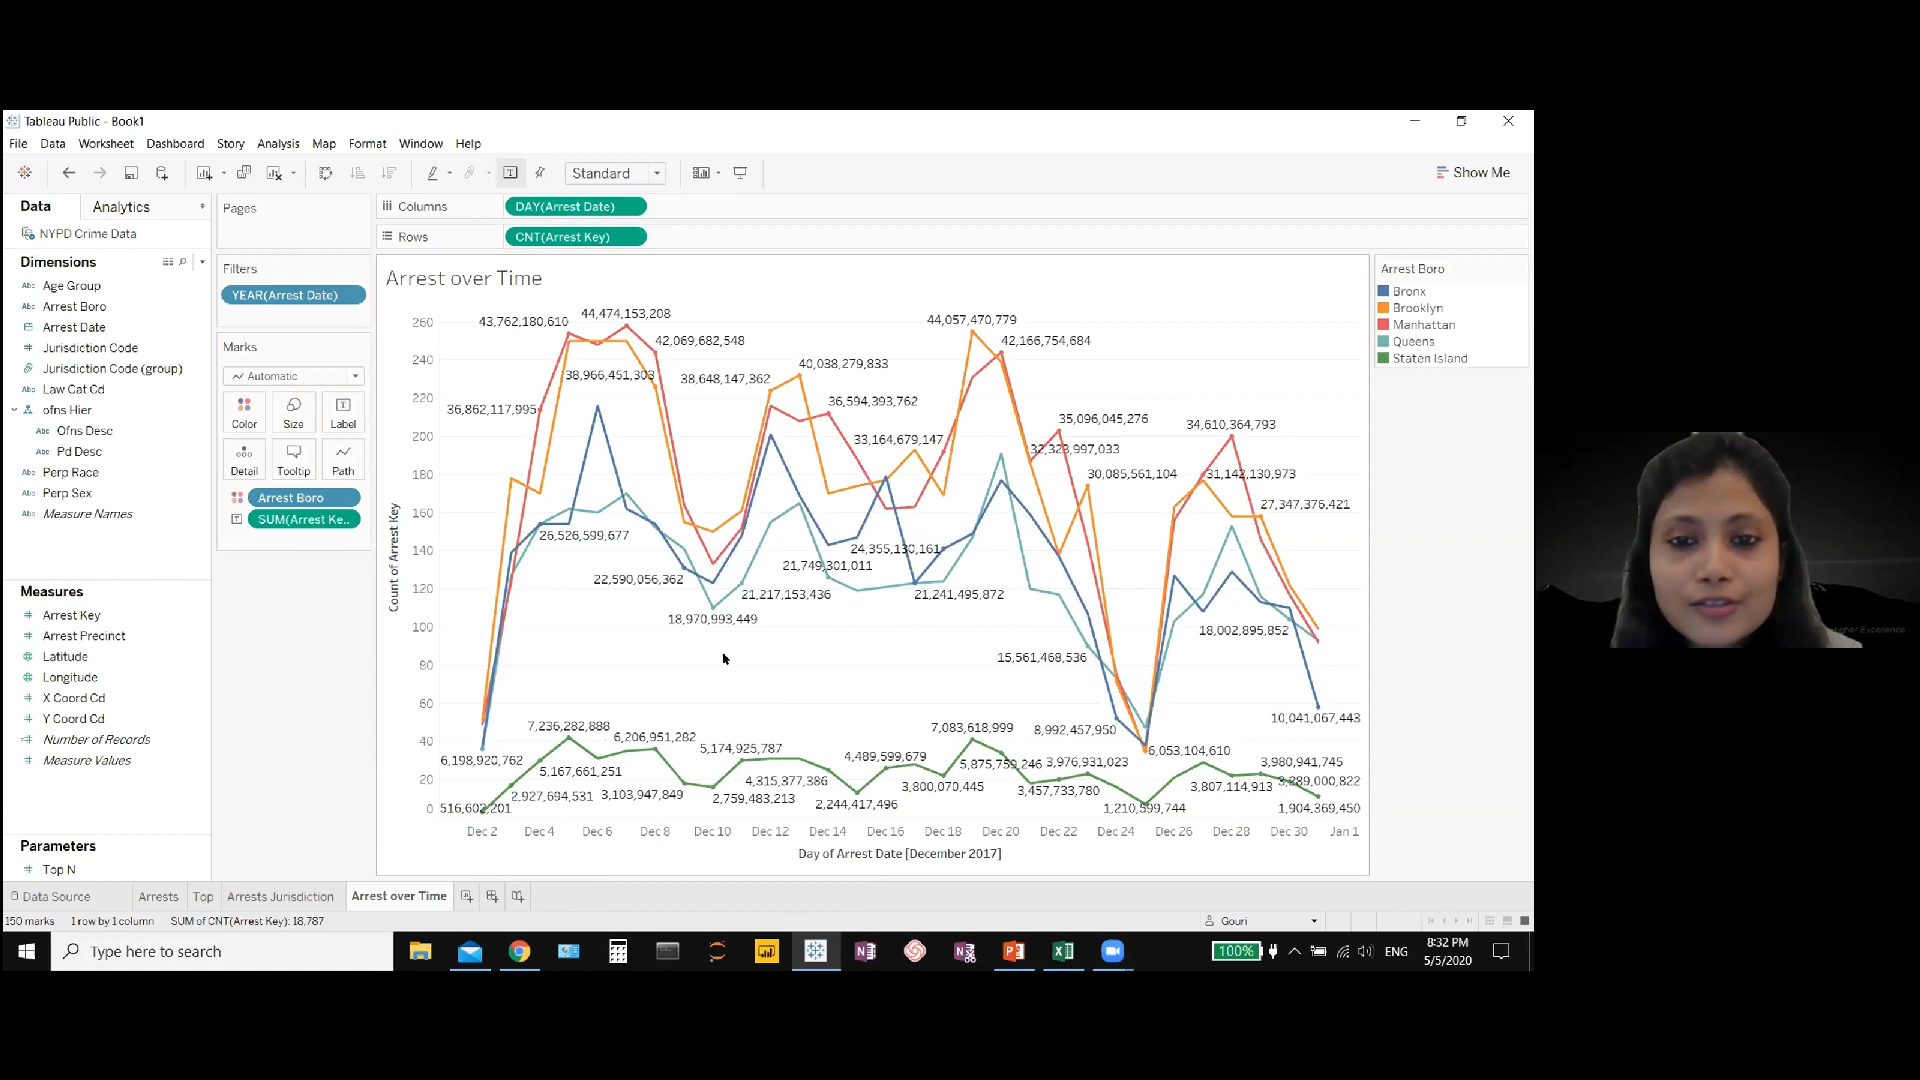 Tableau Public - Book1
File Data Worksheet Dashboard Story Analysis Map Format Window Help
Standard
Show Me
Data Analytics
NYPD Crime Data
Dimensions
Abc Age Group
Abc Arrest Boro
Arrest Date
Jurisdiction Code
Jurisdiction Code (group)
Abc Law Cat Cd
ofns Hier
Abc Ofns Desc
Abc Pd Desc
Abc Perp Race
Abc Perp Sex
Abc Measure Names
Measures
Arrest Key
Arrest Precinct
Latitude
Longitude
X Coord Cd
Y Coord Cd
Number of Records
Measure Values
Parameters
Top N
Pages
Filters
YEAR(Arrest Date)
Marks
Automatic
Color Size Label
Detail Tooltip Path
Arrest Boro
SUM(Arrest Ke..
Columns DAY(Arrest Date)
Rows CNT(Arrest Key)
Arrest over Time
Count of Arrest Key
260
240
220
200
180
160
140
120
100
80
60
40
20
0
44,474,153,208
43,762,180,610
44,057,470,779
42,069,682,548
42,166,754,684
40,038,279,833
38,966,451,303
38,648,147,362
36,862,117,995
36,594,393,762
35,096,045,276
34,610,364,793
33,164,679,147
32,323,997,033
30,085,561,104
31,142,130,973
27,347,376,421
26,526,599,677
24,355,130,161
22,590,056,362
21,749,301,011
21,217,153,436
21,241,495,872
18,970,993,449
18,002,895,852
15,561,468,536
10,041,067,443
7,236,282,888
7,083,618,999
8,992,457,950
6,206,951,282
5,174,925,787
6,053,104,610
6,198,920,762
4,489,599,679
5,875,759,246
3,976,931,023
3,980,941,745
5,167,661,251
4,315,377,386
3,289,000,822
3,800,070,445
3,457,733,780
3,807,114,913
2,927,694,531
3,103,947,849
2,759,483,213
2,244,417,496
516,602,201
1,210,599,744
1,904,369,450
Dec 2 Dec 4 Dec 6 Dec 8 Dec 10 Dec 12 Dec 14 Dec 16 Dec 18 Dec 20 Dec 22 Dec 24 Dec 26 Dec 28 Dec 30 Jan 1
Day of Arrest Date [December 2017]
Arrest Boro
Bronx
Brooklyn
Manhattan
Queens
Staten Island
Data Source Arrests Top Arrests Jurisdiction Arrest over Time
150 marks 1 row by 1 column SUM of CNT(Arrest Key): 18,787
Gouri
Type here to search
100%
ENG
8:32 PM
5/5/2020
Higher Excellence